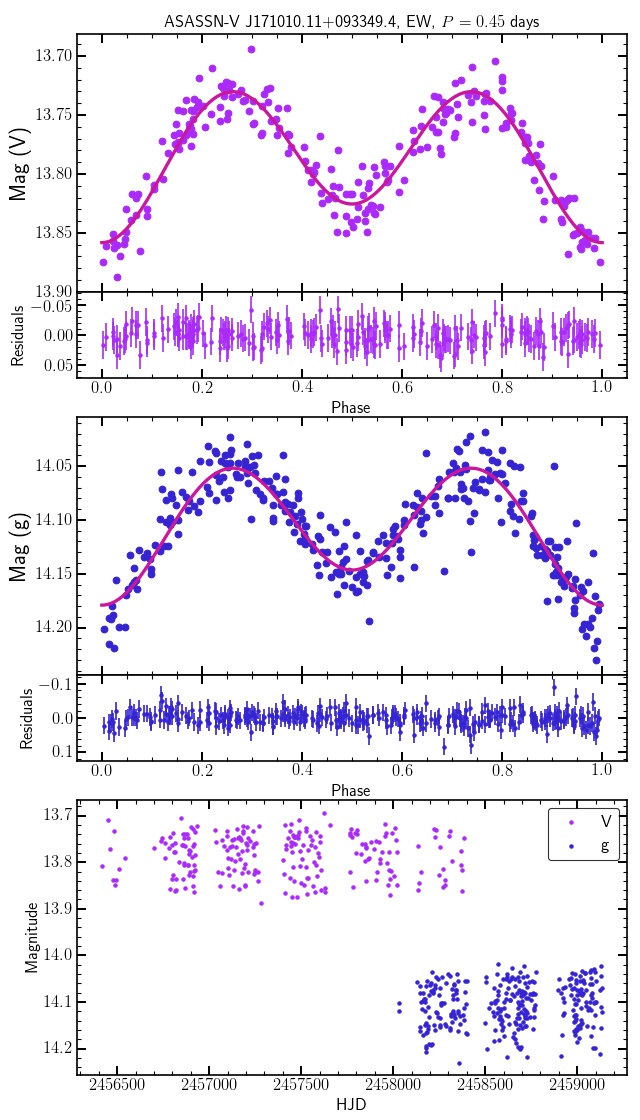 ASASSN-V J171010.11+093349.4, EW, P = 0.45 days
13.70
13.75
13.80
13.85
13.90
Mag (V)
−0.05
0.00
0.05
Residuals
0.0 0.2 0.4 0.6 0.8 1.0
Phase
14.05
14.10
14.15
14.20
Mag (g)
−0.1
0.0
0.1
Residuals
0.0 0.2 0.4 0.6 0.8 1.0
Phase
13.7
13.8
13.9
14.0
14.1
14.2
Magnitude
V
g
2456500 2457000 2457500 2458000 2458500 2459000
HJD